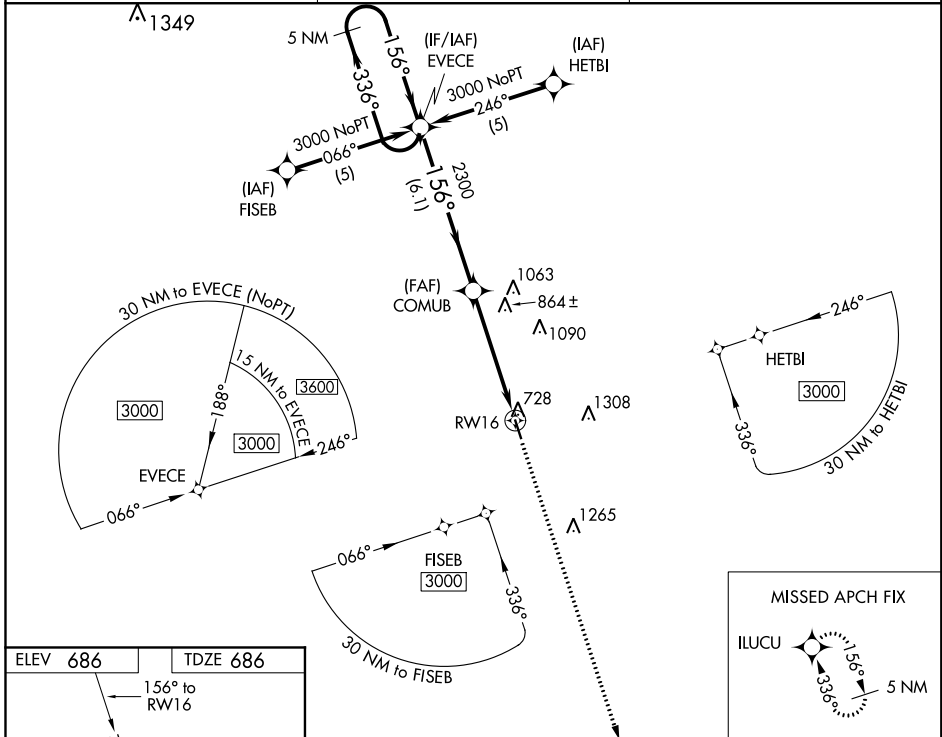 1349
5 NM
156°
336°
(IF/IAF)
EVECE
(IAF)
HETBI
3000 NoPT
246°
(5)
3000 NoPT
066°
(5)
(IAF)
FISEB
2300
156°
(6.1)
(FAF)
COMUB
1063
864±
1090
30 NM to EVECE (NoPT)
15 NM to EVECE
3600
3000
188°
3000
246°
EVECE
066°
246°
HETBI
3000
336°
30 NM to HETBI
728
RW16
1308
1265
066°
FISEB
3000
336°
30 NM to FISEB
MISSED APCH FIX
ILUCU
156°
336°
5 NM
ELEV 686
TDZE 686
156° to
RW16